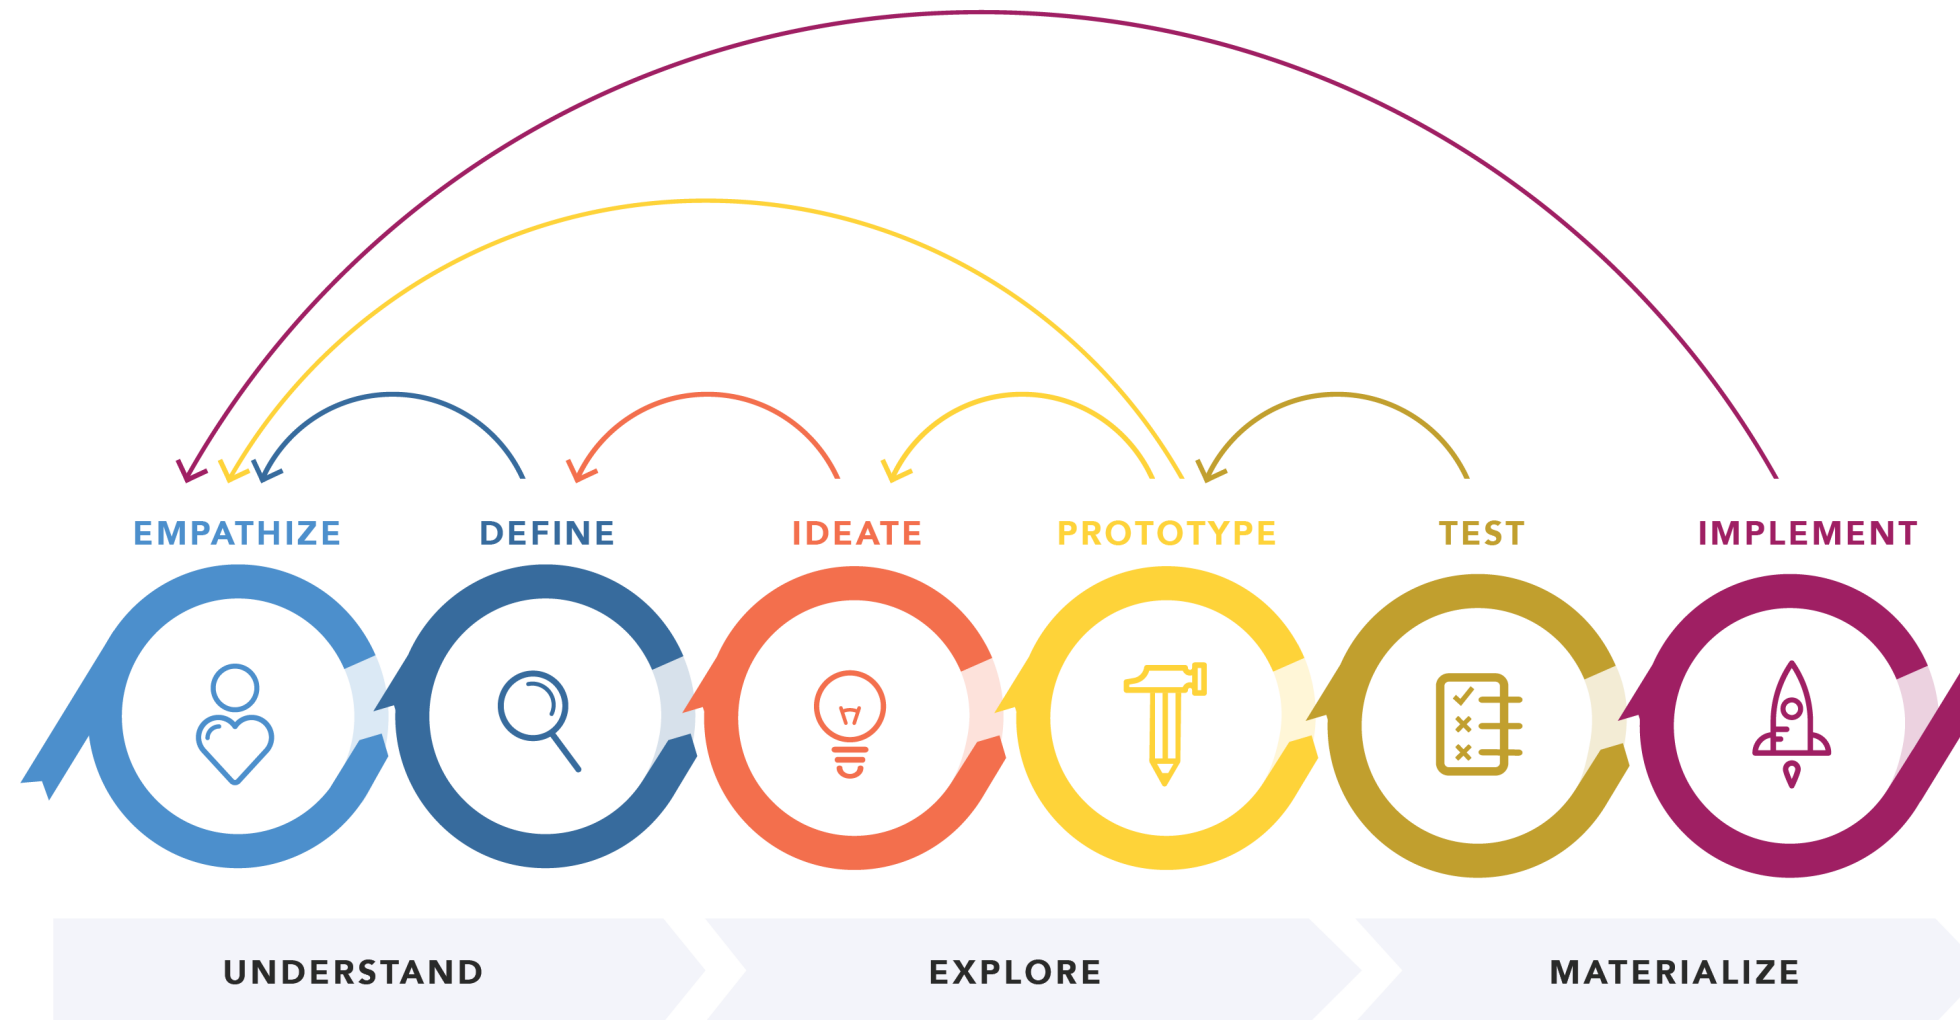 EMPATHIZE
DEFINE
IDEATE
PROTOTYPE
TEST
IMPLEMENT
UNDERSTAND
EXPLORE
MATERIALIZE